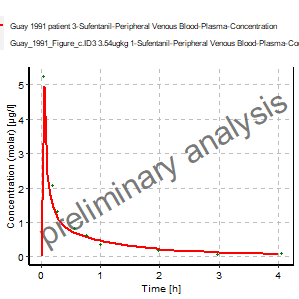 Guay 1991 patient 3-Sufentanil-Peripheral Venous Blood-Plasma-Concentration
Guay_1991_Figure_c.ID3 3.54ugkg 1-Sufentanil-Peripheral Venous Blood-Plasma-Co
preliminary analysis
Concentration (molar) [µg/l]
5
4
3
2
1
0
0
1
2
3
4
Time [h]